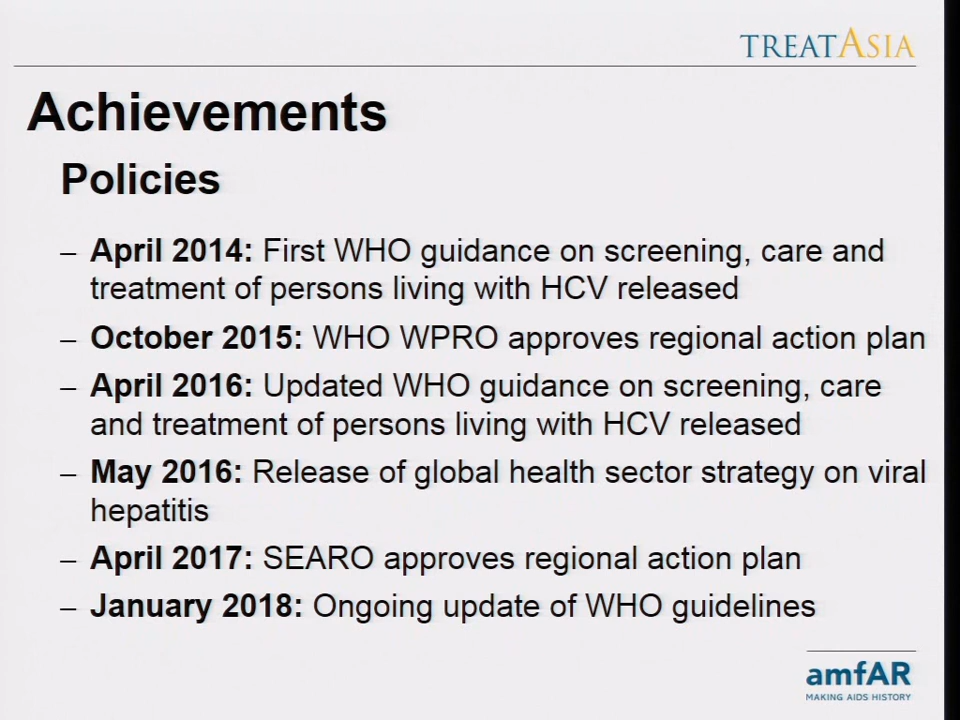 TREATASIA
Achievements
Policies
– April 2014: First WHO guidance on screening, care and
treatment of persons living with HCV released
– October 2015: WHO WPRO approves regional action plan
– April 2016: Updated WHO guidance on screening, care
and treatment of persons living with HCV released
– May 2016: Release of global health sector strategy on viral
hepatitis
– April 2017: SEARO approves regional action plan
– January 2018: Ongoing update of WHO guidelines
amfAR
MAKING AIDS HISTORY